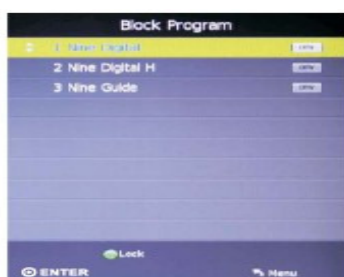 Block Program
1 Nine Digital
2 Nine Digital H
3 Nine Guide
Lock
ENTER Menu